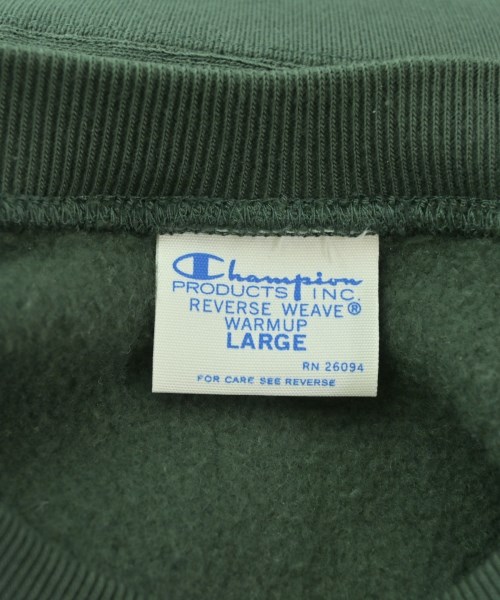 Champion
PRODUCTS INC.
REVERSE WEAVE®
WARMUP
LARGE
RN 26094
FOR CARE SEE REVERSE